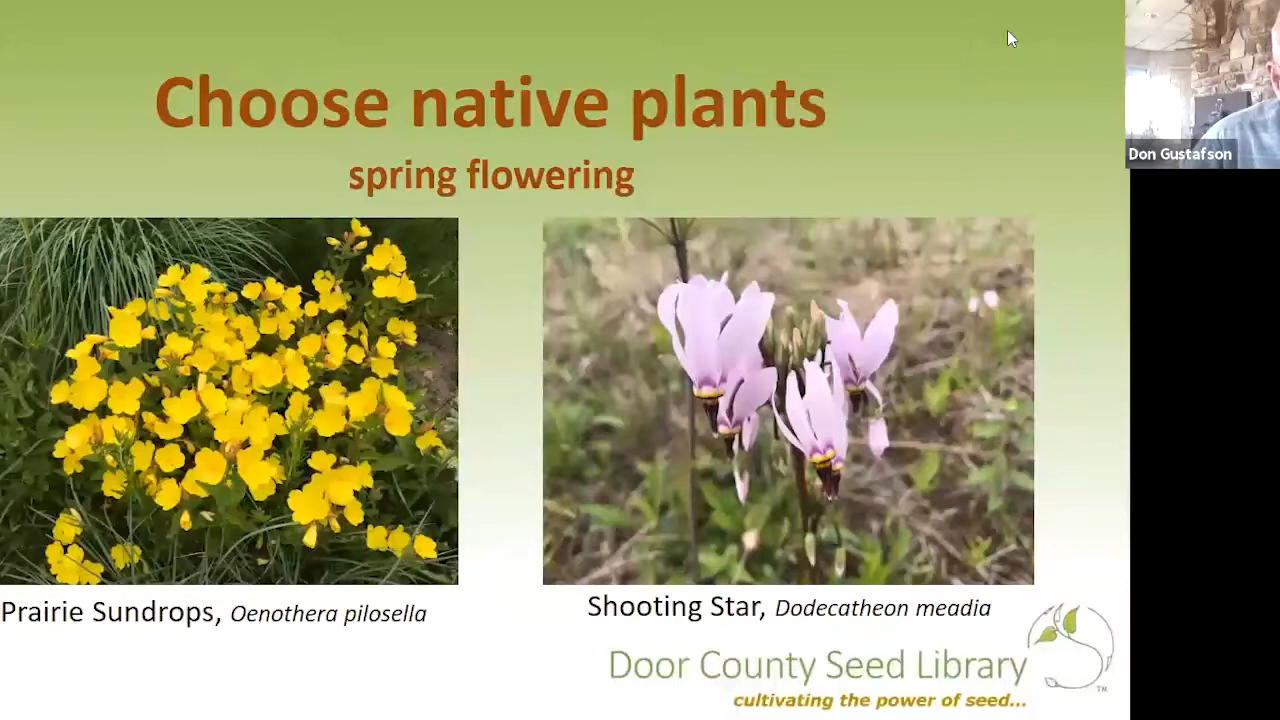 Choose native plants
spring flowering
Don Gustafson
Prairie Sundrops, Oenothera pilosella
Shooting Star, Dodecatheon meadia
Door County Seed Library
TM
cultivating the power of seed...